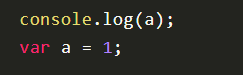 console.log(a);
var a = 1;